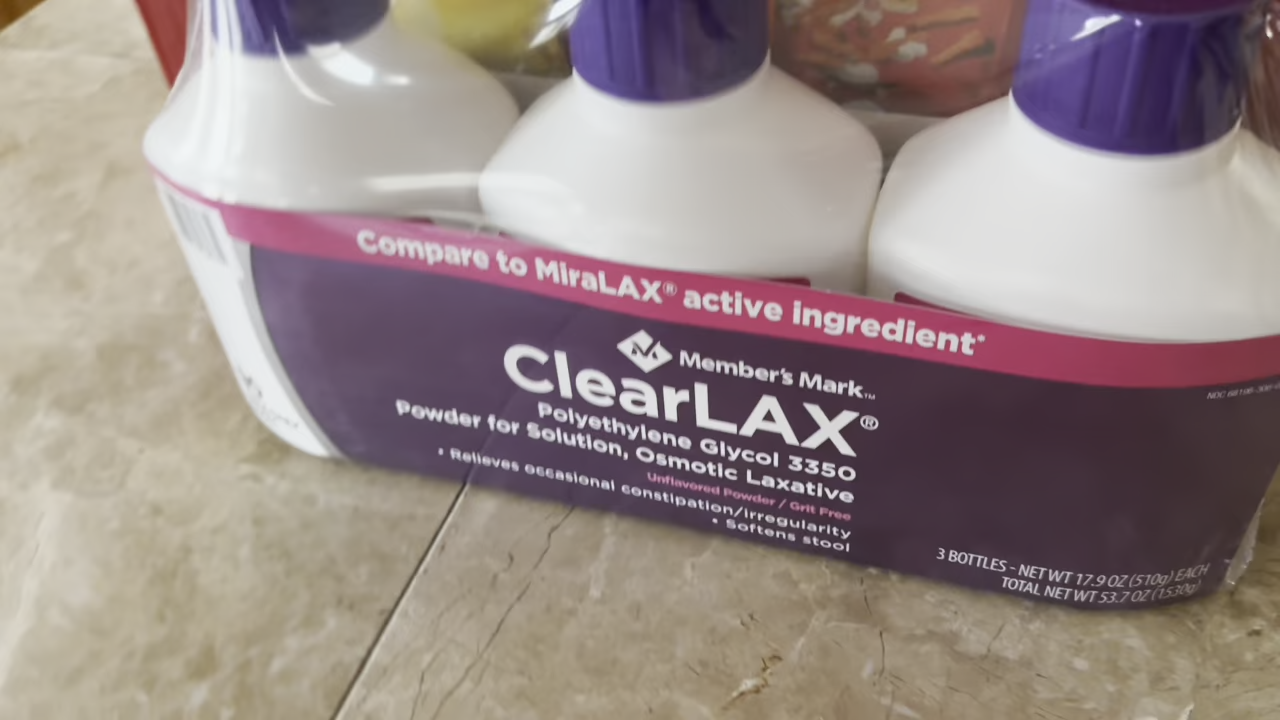 Compare to MiraLAX® active ingredient*
Member's Mark™
ClearLAX®
Polyethylene Glycol 3350
Powder for Solution, Osmotic Laxative
Unflavored Powder / Grit Free
• Relieves occasional constipation/irregularity
• Softens stool
3 BOTTLES - NET WT 17.9 OZ (510g) EACH
TOTAL NET WT 53.7 OZ (1530g)